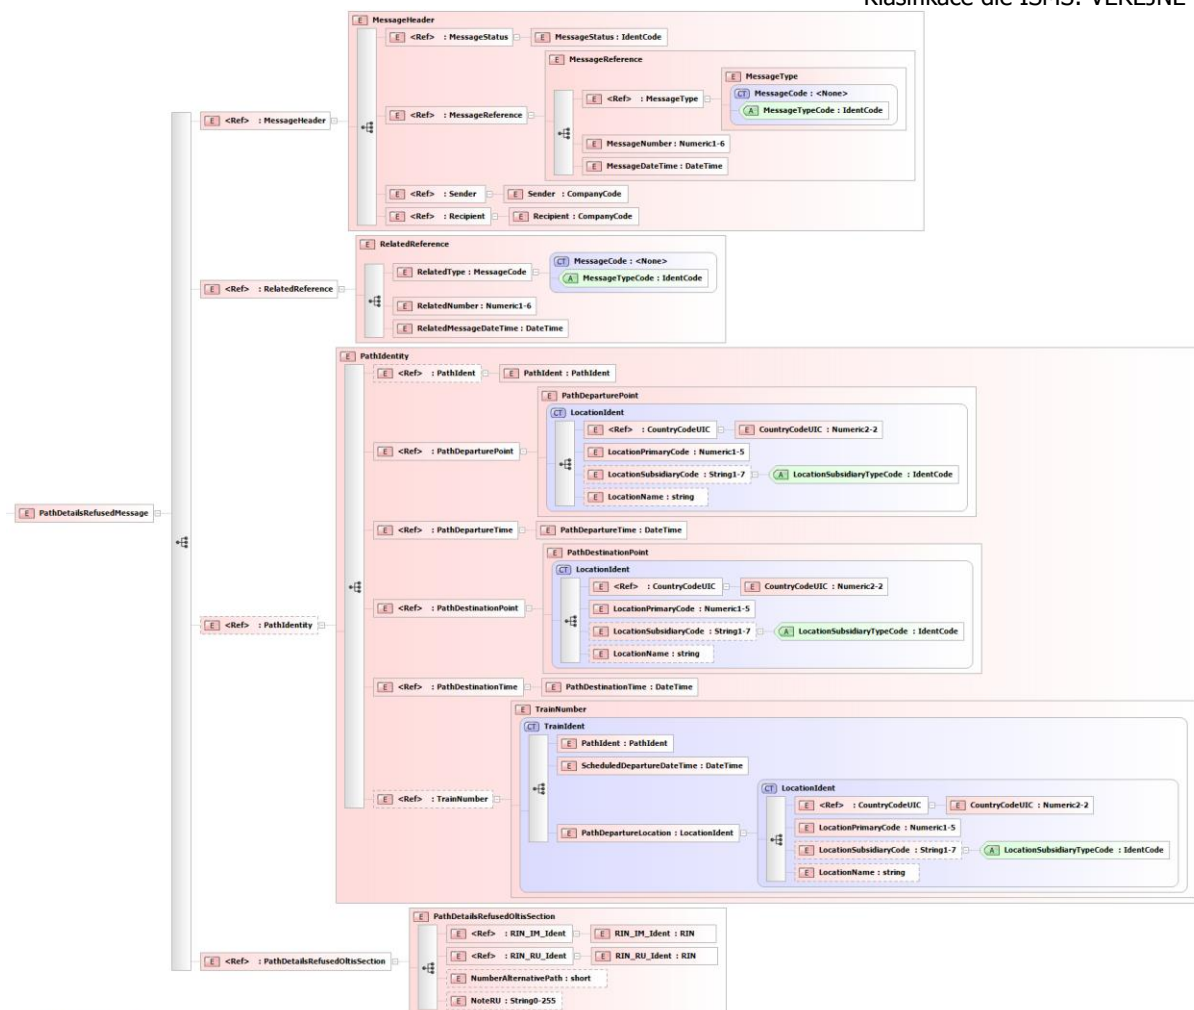 E MessageHeader
E <Ref> : MessageStatus E MessageStatus : IdentCode
E MessageReference
E MessageType
CT MessageCode : <None>
E <Ref> : MessageType
A MessageTypeCode : IdentCode
E <Ref> : MessageHeader
E <Ref> : MessageReference
E MessageNumber : Numeric1-6
E MessageDateTime : DateTime
E <Ref> : Sender E Sender : CompanyCode
E <Ref> : Recipient E Recipient : CompanyCode
E RelatedReference
CT MessageCode : <None>
E RelatedType : MessageCode
A MessageTypeCode : IdentCode
E <Ref> : RelatedReference
E RelatedNumber : Numeric1-6
E RelatedMessageDateTime : DateTime
E PathIdentity
E <Ref> : PathIdent E PathIdent : PathIdent
E PathDeparturePoint
CT LocationIdent
E <Ref> : CountryCodeUIC E CountryCodeUIC : Numeric2-2
E <Ref> : PathDeparturePoint
E LocationPrimaryCode : Numeric1-5
E LocationSubsidiaryCode : String1-7 A LocationSubsidiaryTypeCode : IdentCode
E LocationName : string
E PathDetailsRefusedMessage
E <Ref> : PathDepartureTime E PathDepartureTime : DateTime
E PathDestinationPoint
CT LocationIdent
E <Ref> : CountryCodeUIC E CountryCodeUIC : Numeric2-2
E <Ref> : PathDestinationPoint
E LocationPrimaryCode : Numeric1-5
E <Ref> : PathIdentity
E LocationSubsidiaryCode : String1-7 A LocationSubsidiaryTypeCode : IdentCode
E LocationName : string
E <Ref> : PathDestinationTime E PathDestinationTime : DateTime
E TrainNumber
CT TrainIdent
E PathIdent : PathIdent
E ScheduledDepartureDateTime : DateTime
CT LocationIdent
E <Ref> : TrainNumber
E <Ref> : CountryCodeUIC E CountryCodeUIC : Numeric2-2
E PathDepartureLocation : LocationIdent
E LocationPrimaryCode : Numeric1-5
E LocationSubsidiaryCode : String1-7 A LocationSubsidiaryTypeCode : IdentCode
E LocationName : string
E PathDetailsRefusedOltisSection
E <Ref> : RIN_IM_Ident E RIN_IM_Ident : RIN
E <Ref> : RIN_RU_Ident E RIN_RU_Ident : RIN
E <Ref> : PathDetailsRefusedOltisSection
E NumberAlternativePath : short
E NoteRU : String0-255